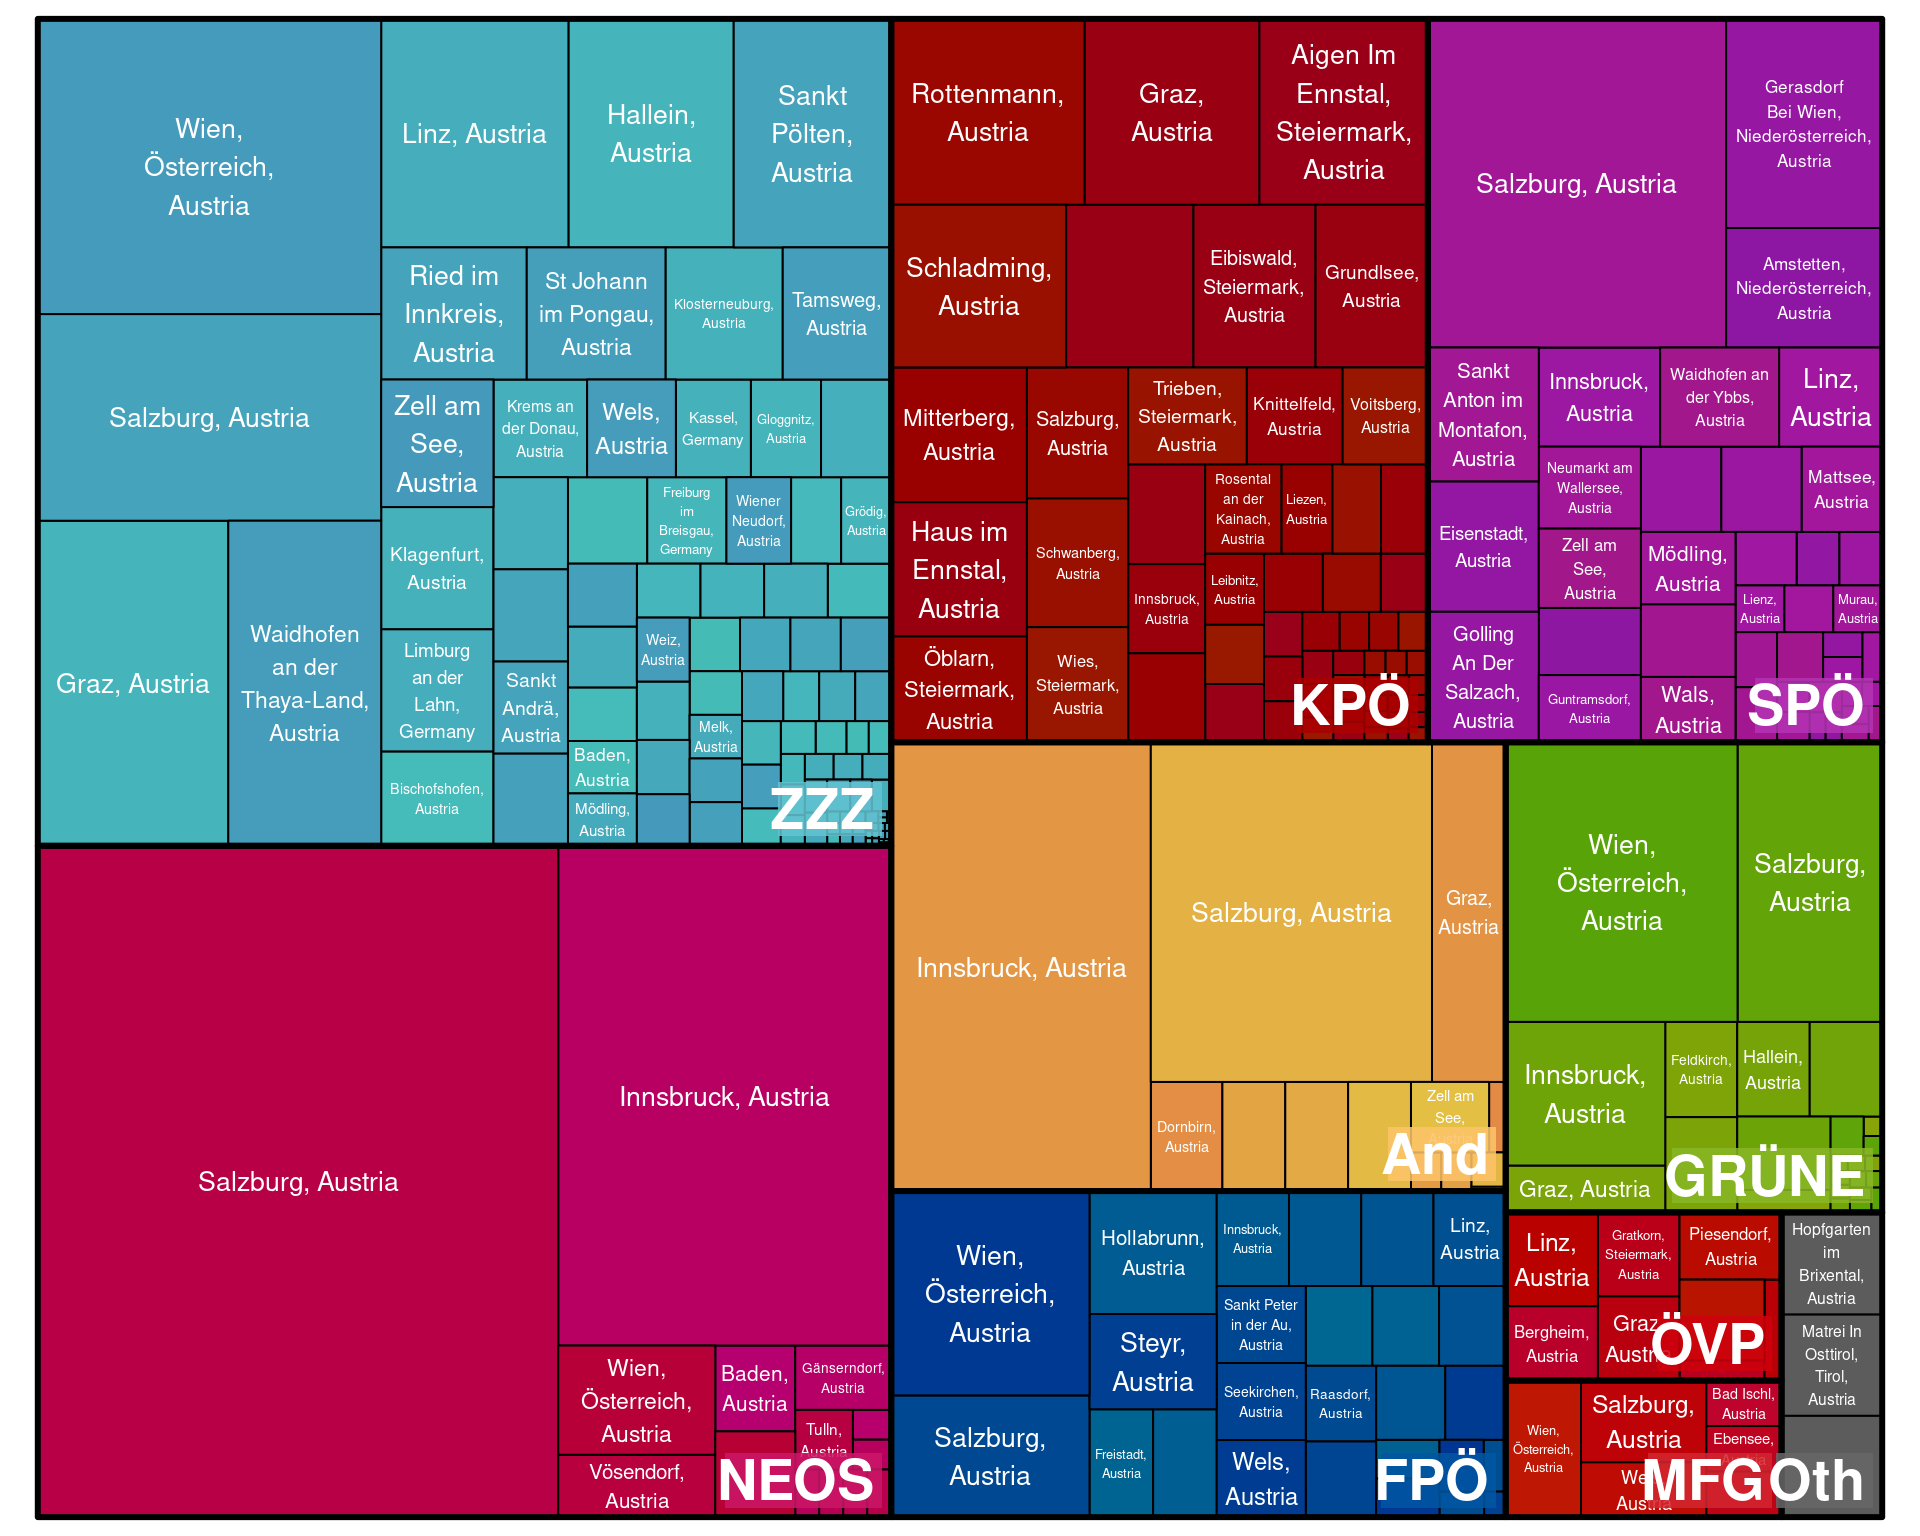 Wien,
Österreich,
Austria
Linz, Austria
Hallein,
Austria
Sankt
Pölten,
Austria
Salzburg, Austria
Ried im
Innkreis,
Austria
St Johann
im Pongau,
Austria
Klosterneuburg,
Austria
Tamsweg,
Austria
Zell am
See,
Austria
Krems an
der Donau,
Austria
Wels,
Austria
Kassel,
Germany
Gloggnitz,
Austria
Freiburg
im
Breisgau,
Germany
Wiener
Neudorf,
Austria
Grödig,
Austria
Graz, Austria
Waidhofen
an der
Thaya-Land,
Austria
Klagenfurt,
Austria
Limburg
an der
Lahn,
Germany
Sankt
Andrä,
Austria
Weiz,
Austria
Melk,
Austria
Baden,
Austria
Bischofshofen,
Austria
Mödling,
Austria
ZZZ
Rottenmann,
Austria
Graz,
Austria
Aigen Im
Ennstal,
Steiermark,
Austria
Schladming,
Austria
Eibiswald,
Steiermark,
Austria
Grundlsee,
Austria
Mitterberg,
Austria
Salzburg,
Austria
Trieben,
Steiermark,
Austria
Knittelfeld,
Austria
Voitsberg,
Austria
Haus im
Ennstal,
Austria
Schwanberg,
Austria
Rosental
an der
Kainach,
Austria
Liezen,
Austria
Innsbruck,
Austria
Leibnitz,
Austria
Öblarn,
Steiermark,
Austria
Wies,
Steiermark,
Austria
KPÖ
Salzburg, Austria
Gerasdorf
Bei Wien,
Niederösterreich,
Austria
Amstetten,
Niederösterreich,
Austria
Sankt
Anton im
Montafon,
Austria
Innsbruck,
Austria
Waidhofen an
der Ybbs,
Austria
Linz,
Austria
Neumarkt am
Wallersee,
Austria
Mattsee,
Austria
Eisenstadt,
Austria
Zell am
See,
Austria
Mödling,
Austria
Lienz,
Austria
Murau,
Austria
Golling
An Der
Salzach,
Austria
Guntramsdorf,
Austria
Wals,
Austria
SPÖ
Salzburg, Austria
Innsbruck, Austria
Wien,
Österreich,
Austria
Baden,
Austria
Gänserndorf,
Austria
Tulln,
Austria
Vösendorf,
Austria
NEOS
Innsbruck, Austria
Salzburg, Austria
Graz,
Austria
Dornbirn,
Austria
Zell am
See,
And
Wien,
Österreich,
Austria
Salzburg,
Austria
Innsbruck,
Austria
Feldkirch,
Austria
Hallein,
Austria
Graz, Austria
GRÜNE
Wien,
Österreich,
Austria
Hollabrunn,
Austria
Innsbruck,
Austria
Linz,
Austria
Steyr,
Austria
Sankt Peter
in der Au,
Austria
Salzburg,
Austria
Seekirchen,
Austria
Raasdorf,
Austria
Freistadt,
Austria
Wels,
Austria
FPÖ
Linz,
Austria
Gratkorn,
Steiermark,
Austria
Piesendorf,
Austria
Bergheim,
Austria
Graz,
Austria
ÖVP
Wien,
Österreich,
Austria
Salzburg,
Austria
Bad Ischl,
Austria
Ebensee,
Austria
MFG
Hopfgarten
im
Brixental,
Austria
Matrei In
Osttirol,
Tirol,
Austria
Oth